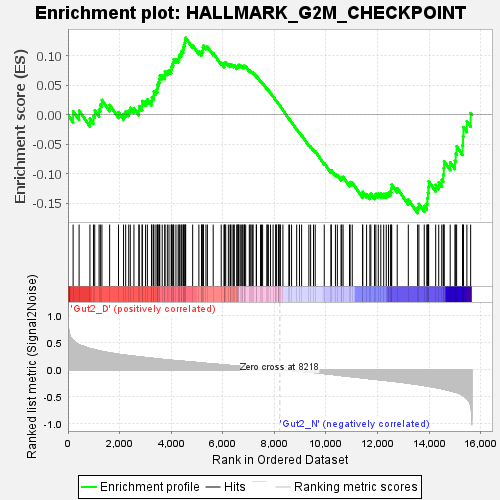 Enrichment plot: HALLMARK_G2M_CHECKPOINT
Enrichment score (ES)
0.10
0.05
0.00
-0.05
-0.10
-0.15
'Gut2_D' (positively correlated)
Ranked list metric (Signal2Noise)
1.0
0.5
0.0
-0.5
-1.0
Zero cross at 8218
'Gut2_N' (negatively correlated)
0
2,000
4,000
6,000
8,000
10,000
12,000
14,000
16,000
Rank in Ordered Dataset
Enrichment profile
Hits
Ranking metric scores